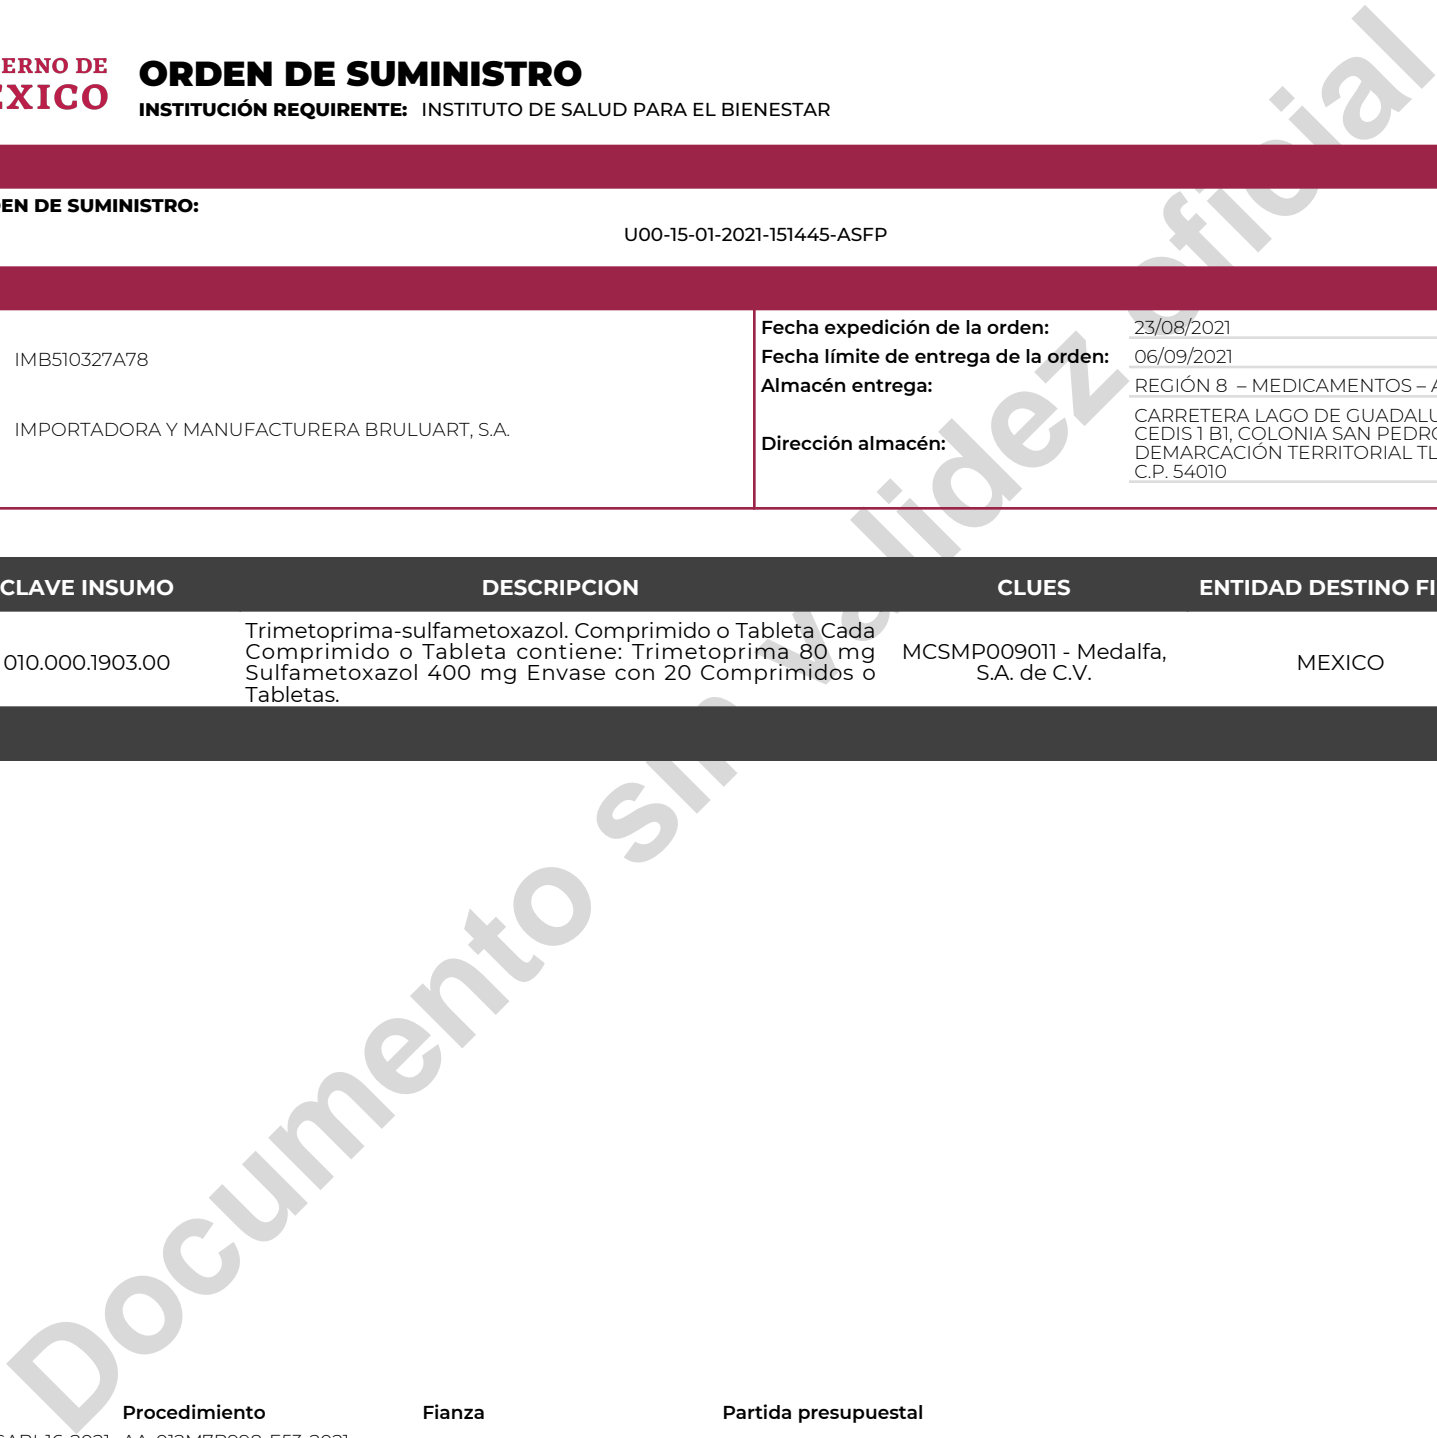 ERNO DE
ORDEN DE SUMINISTRO
INSTITUCIÓN REQUIRENTE: INSTITUTO DE SALUD PARA EL BIENESTAR
EN DE SUMINISTRO:
U00-15-01-2021-151445-ASFP
IMB510327A78
IMPORTADORA Y MANUFACTURERA BRULUART, S.A.
Fecha expedición de la orden: 23/08/2021
Fecha límite de entrega de la orden: 06/09/2021
Almacén entrega: REGIÓN 8 – MEDICAMENTOS –
Dirección almacén:
CARRETERA LAGO DE GUADALU
CEDIS 1 B1, COLONIA SAN PEDRO
DEMARCACIÓN TERRITORIAL TL
C.P. 54010
CLAVE INSUMO DESCRIPCION CLUES ENTIDAD DESTINO FI
010.000.1903.00
Trimetoprima-sulfametoxazol. Comprimido o Tableta Cada
Comprimido o Tableta contiene: Trimetoprima 80 mg
Sulfametoxazol 400 mg Envase con 20 Comprimidos o
Tabletas.
MCSMP009011 - Medalfa,
S.A. de C.V.
MEXICO
Documento sin validez oficial
Procedimiento Fianza Partida presupuestal